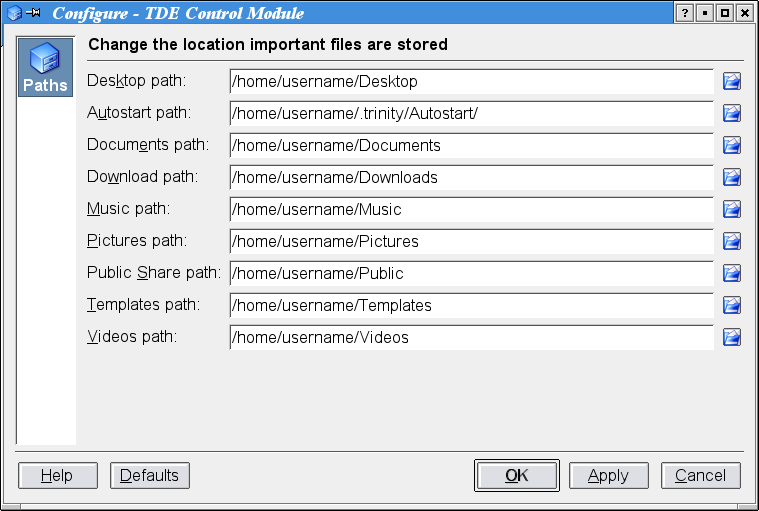 Configure - TDE Control Module
?
Paths
Change the location important files are stored
Desktop path: /home/username/Desktop
Autostart path: /home/username/.trinity/Autostart/
Documents path: /home/username/Documents
Download path: /home/username/Downloads
Music path: /home/username/Music
Pictures path: /home/username/Pictures
Public Share path: /home/username/Public
Templates path: /home/username/Templates
Videos path: /home/username/Videos
Help Defaults OK Apply Cancel